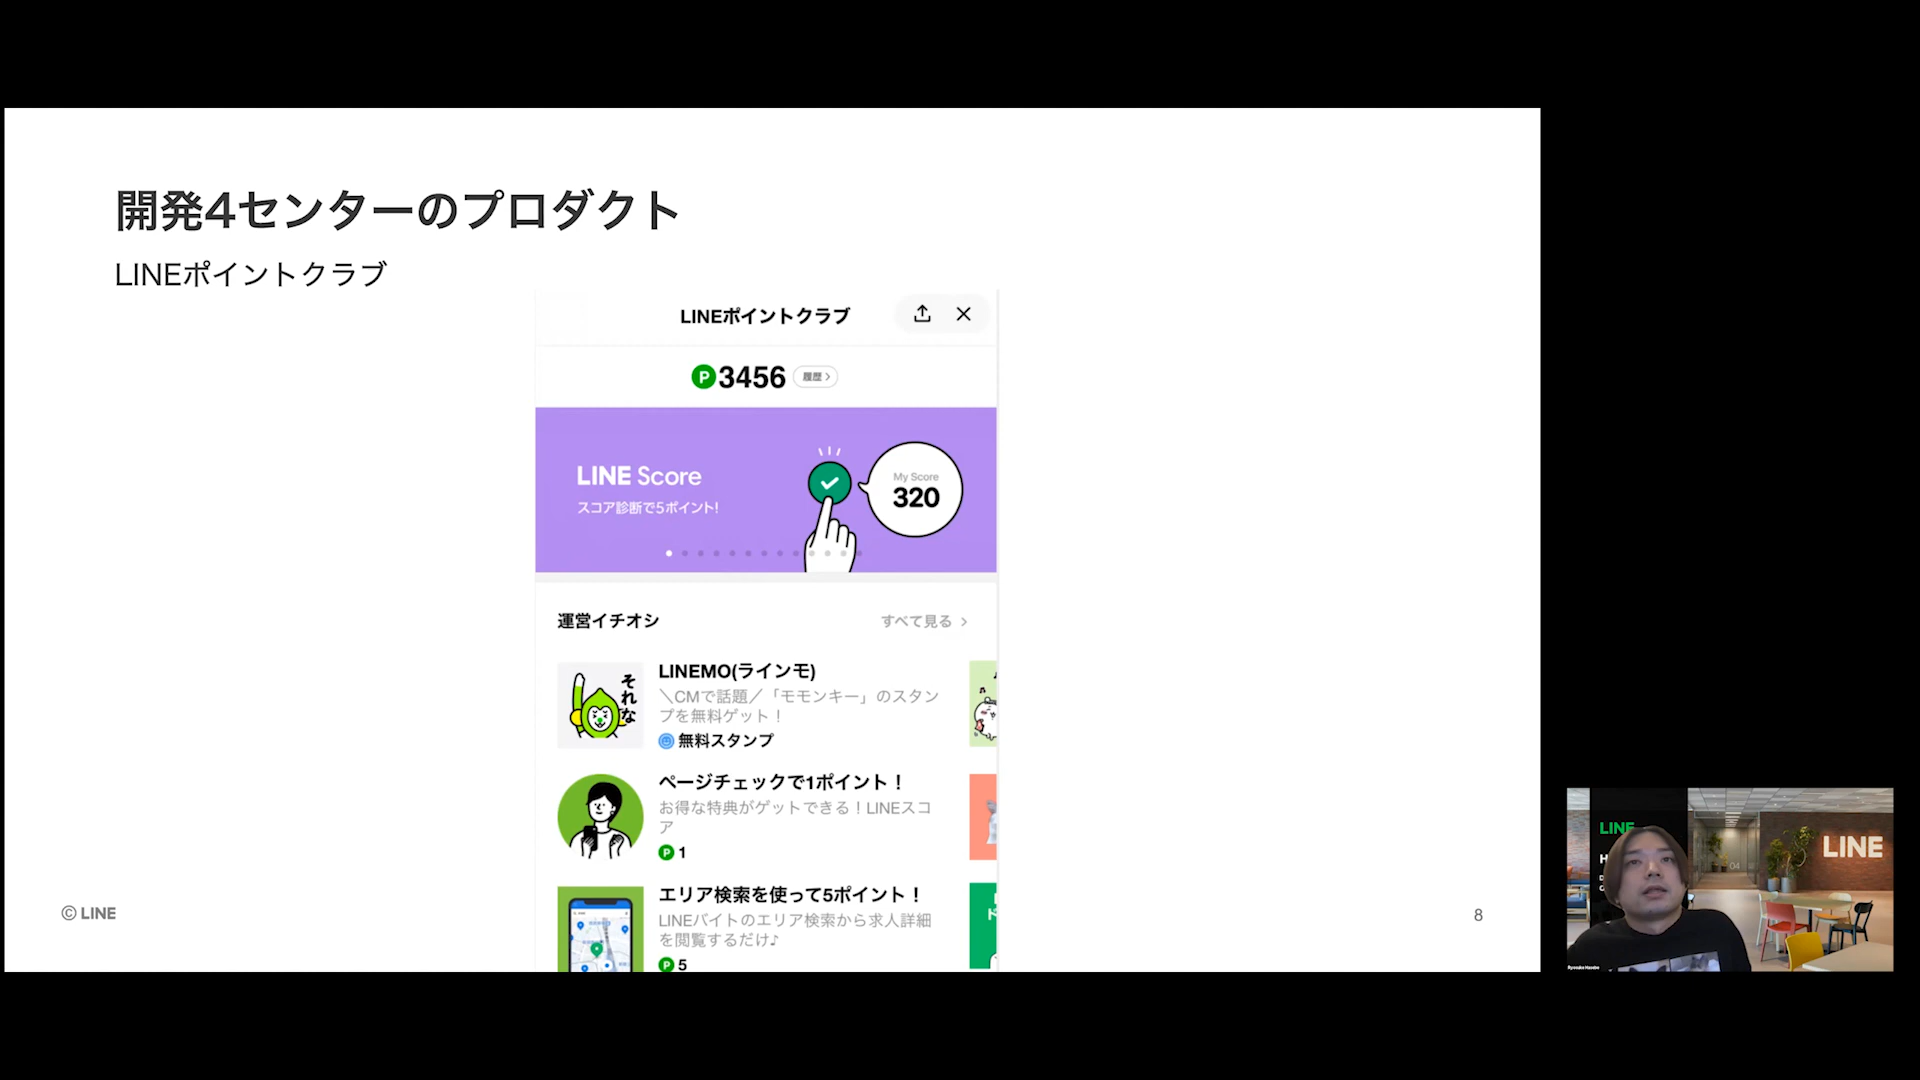 開発4センターのプロダクト
LINEポイントクラブ
LINEポイントクラブ
P 3456 履歴 >
LINE Score
スコア診断で5ポイント!
My Score
320
運営イチオシ
すべて見る >
それな
LINEMO(ラインモ)
＼CMで話題／「モモンキー」のスタン
プを無料ゲット！
無料スタンプ
ページチェックで1ポイント！
お得な特典がゲットできる！LINEスコ
ア
P 1
エリア検索を使って5ポイント！
LINEバイトのエリア検索から求人詳細
を閲覧するだけ♪
P 5
© LINE
8
LINE
04
LINE